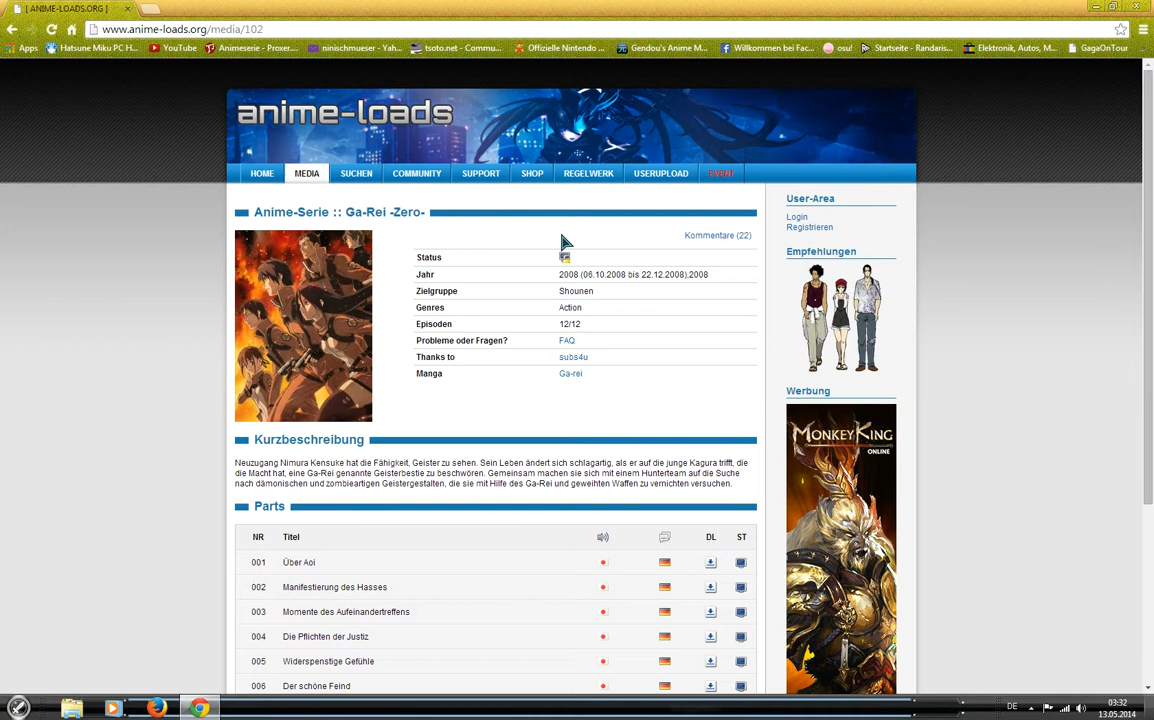 [ ANIME-LOADS.ORG ]
www.anime-loads.org/media/102
Apps
Hatsune Miku PC H...
YouTube
Animeserie - Proxer....
ninischmueser - Yah...
tsoto.net - Commu...
Offizielle Nintendo ...
Gendou's Anime M...
Willkommen bei Fac...
osu!
Startseite - Randaris...
Elektronik, Autos, M...
GagaOnTour
anime-loads
HOME MEDIA SUCHEN COMMUNITY SUPPORT SHOP REGELWERK USERUPLOAD EVENT
Anime-Serie :: Ga-Rei -Zero-
Kommentare (22)
Status
Jahr 2008 (06.10.2008 bis 22.12.2008),2008
Zielgruppe Shounen
Genres Action
Episoden 12/12
Probleme oder Fragen? FAQ
Thanks to subs4u
Manga Ga-rei
Kurzbeschreibung
Neuzugang Nimura Kensuke hat die Fähigkeit, Geister zu sehen. Sein Leben ändert sich schlagartig, als er auf die junge Kagura trifft, die
die Macht hat, eine Ga-Rei genannte Geisterbestie zu beschwören. Gemeinsam machen sie sich mit einem Hunterteam auf die Suche
nach dämonischen und zombieartigen Geistergestalten, die sie mit Hilfe des Ga-Rei und geweihten Waffen zu vernichten versuchen.
Parts
NR Titel DL ST
001 Über Aoi
002 Manifestierung des Hasses
003 Momente des Aufeinandertreffens
004 Die Pflichten der Justiz
005 Widerspenstige Gefühle
006 Der schöne Feind
User-Area
Login
Registrieren
Empfehlungen
Werbung
MONKEY KING
ONLINE
DE
03:32
13.05.2014